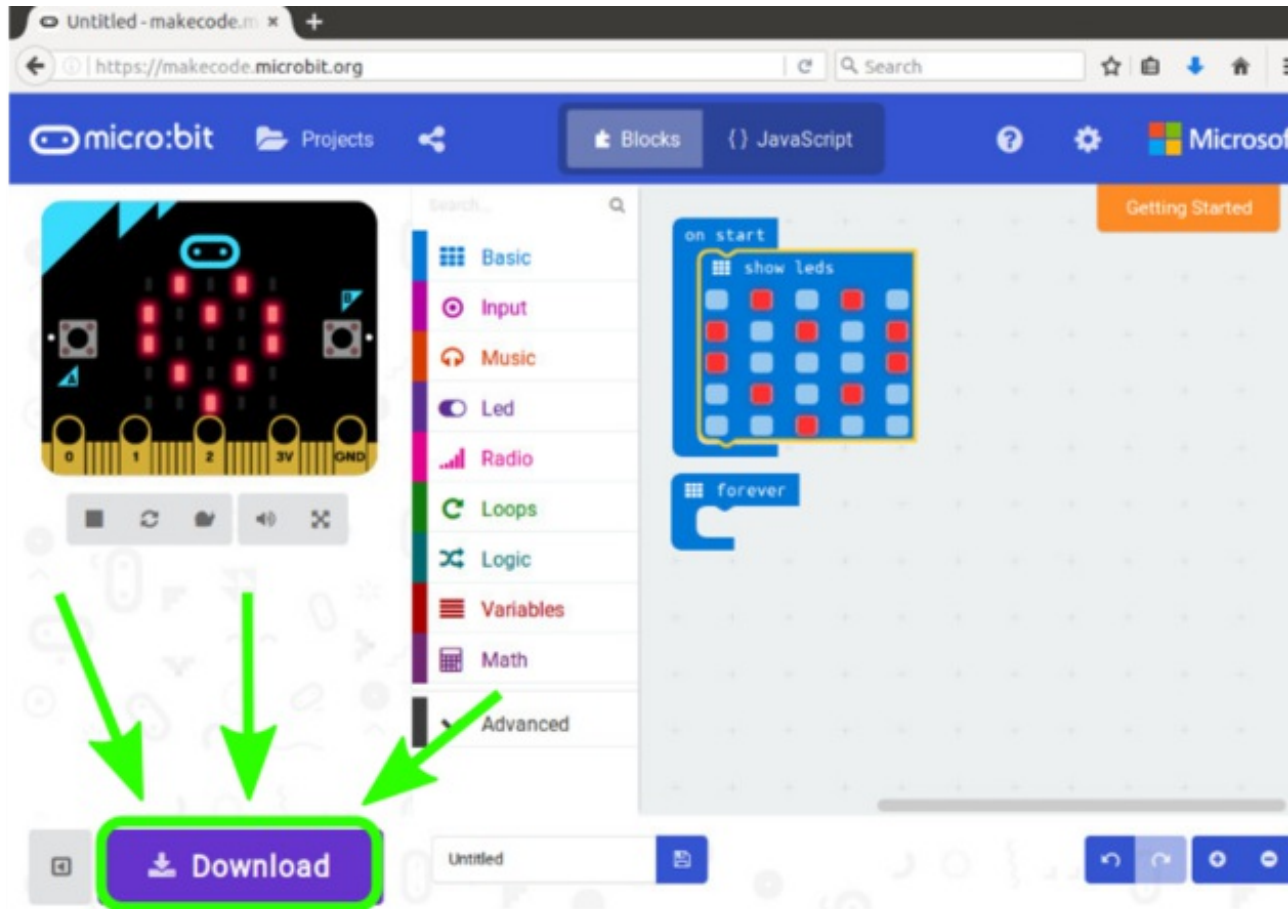 Untitled - makecode.m
https://makecode.microbit.org
Search
micro:bit
Projects
Blocks
{} JavaScript
Microsof
Getting Started
Search...
Basic
Input
Music
Led
Radio
Loops
Logic
Variables
Math
Advanced
on start
show leds
forever
B
A
0 1 2 3V GND
Download
Untitled